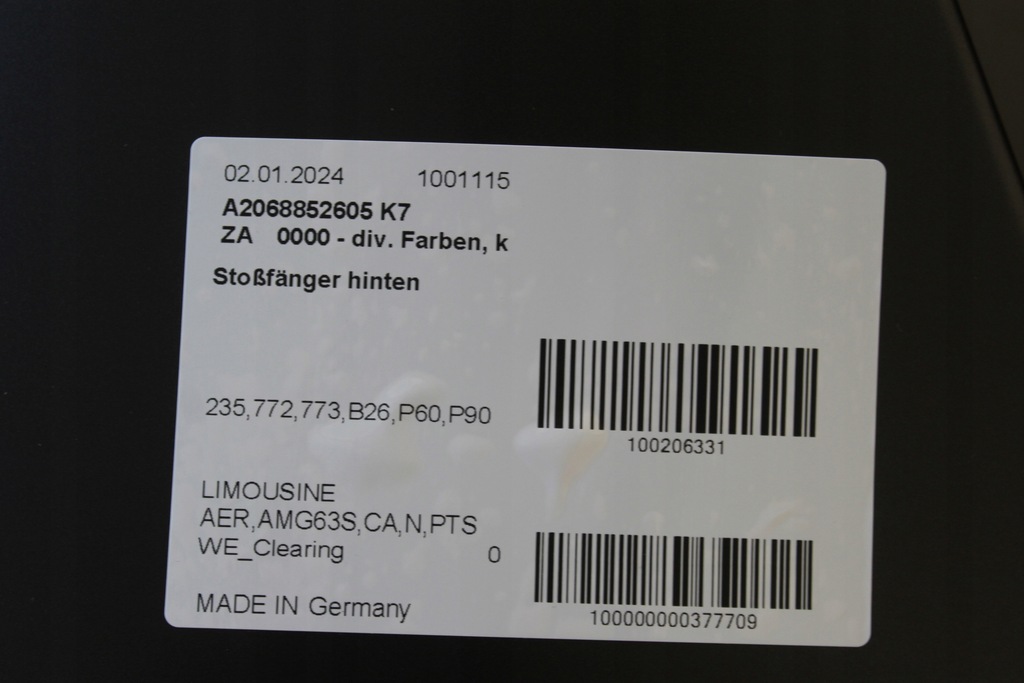 02.01.2024 1001115
A2068852605 K7
ZA 0000 - div. Farben, k
Stoßfänger hinten
235,772,773,B26,P60,P90
100206331
LIMOUSINE
AER,AMG63S,CA,N,PTS
WE_Clearing 0
MADE IN Germany
100000000377709